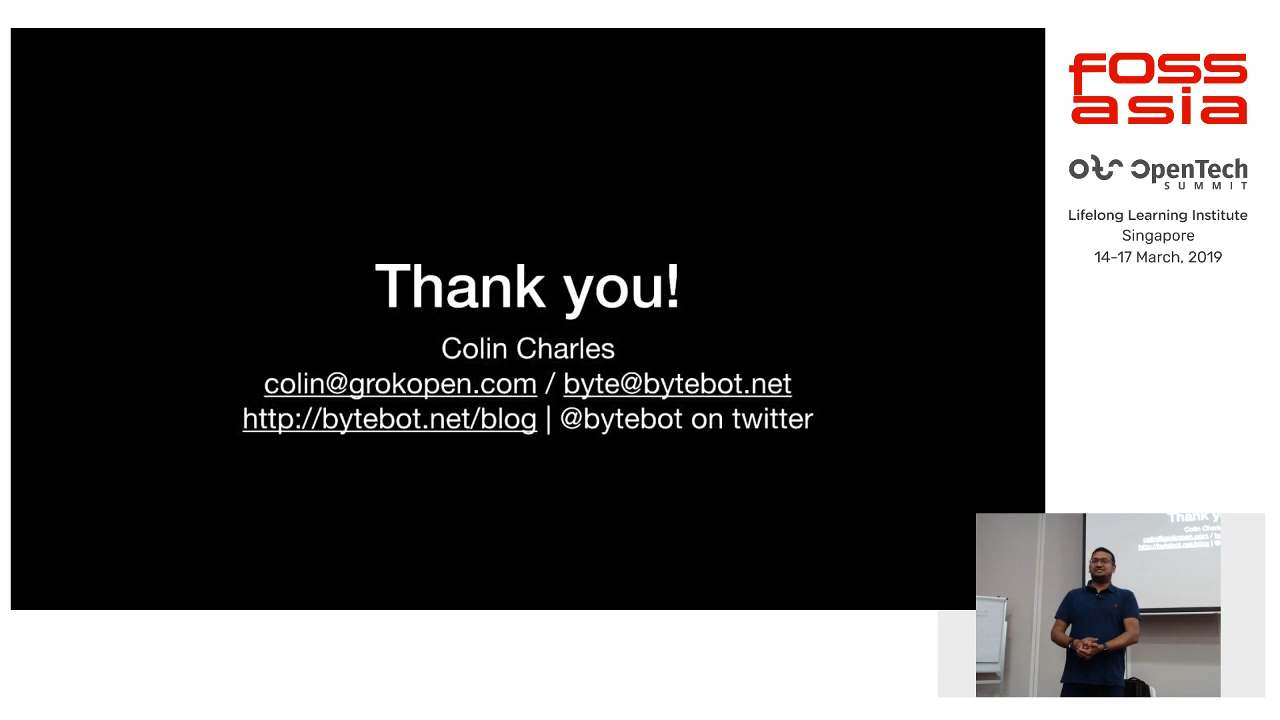 Thank you!
Colin Charles
colin@grokopen.com / byte@bytebot.net
http://bytebot.net/blog | @bytebot on twitter
foss
asia
OpenTech
SUMMIT
Lifelong Learning Institute
Singapore
14-17 March, 2019
Thank y